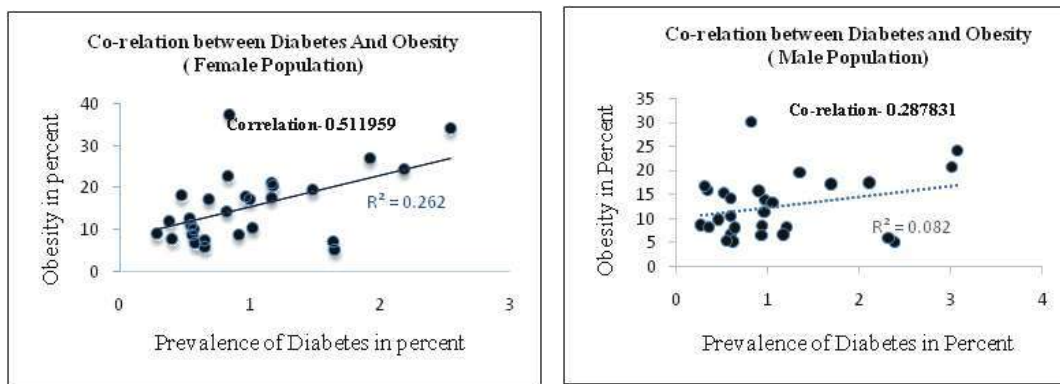 Co-relation between Diabetes And Obesity
( Female Population)
40
30
20
10
0
Obesity in percent
Correlation- 0.511959
R² = 0.262
0 1 2 3
Prevalence of Diabetes in percent
Co-relation between Diabetes and Obesity
( Male Population)
35
30
25
20
15
10
5
0
Obesity in Percent
Co-relation- 0.287831
R² = 0.082
0 1 2 3 4
Prevalence of Diabetes in Percent